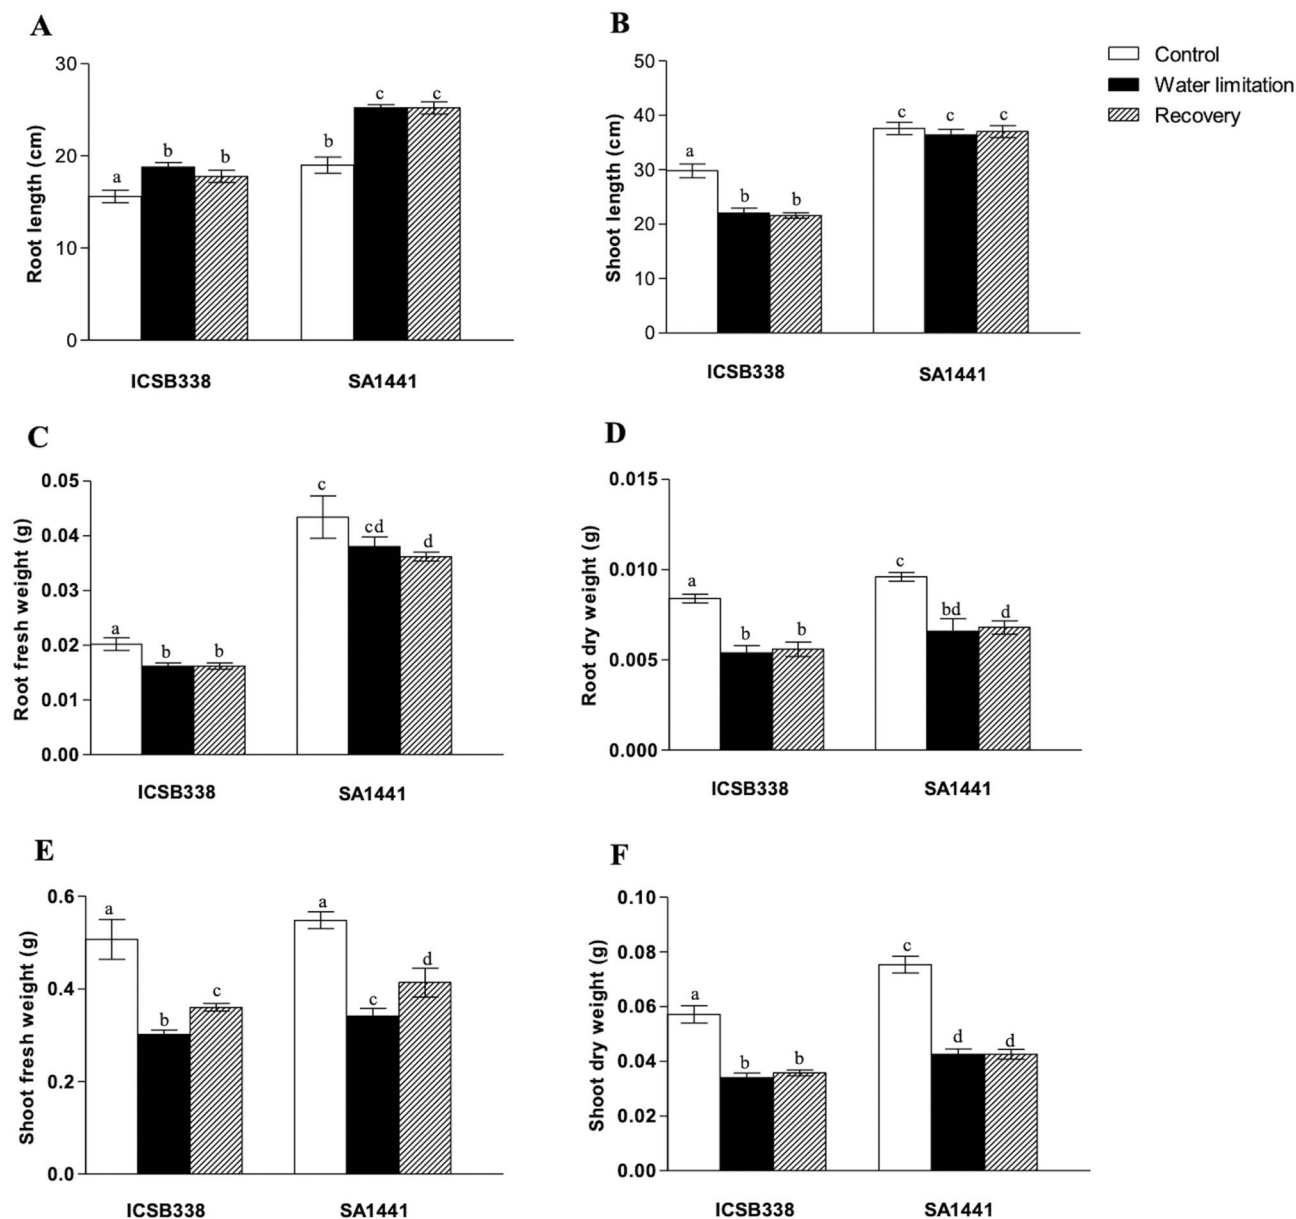 A
30
20
10
0
Root length (cm)
a
b
b
b
c
c
ICSB338
SA1441
B
50
40
30
20
10
0
Shoot length (cm)
a
b
b
c
c
c
ICSB338
SA1441
Control
Water limitation
Recovery
C
0.05
0.04
0.03
0.02
0.01
0.00
Root fresh weight (g)
a
b
b
c
cd
d
ICSB338
SA1441
D
0.015
0.010
0.005
0.000
Root dry weight (g)
a
b
b
c
bd
d
ICSB338
SA1441
E
0.6
0.4
0.2
0.0
Shoot fresh weight (g)
a
b
c
a
c
d
ICSB338
SA1441
F
0.10
0.08
0.06
0.04
0.02
0.00
Shoot dry weight (g)
a
b
b
c
d
d
ICSB338
SA1441